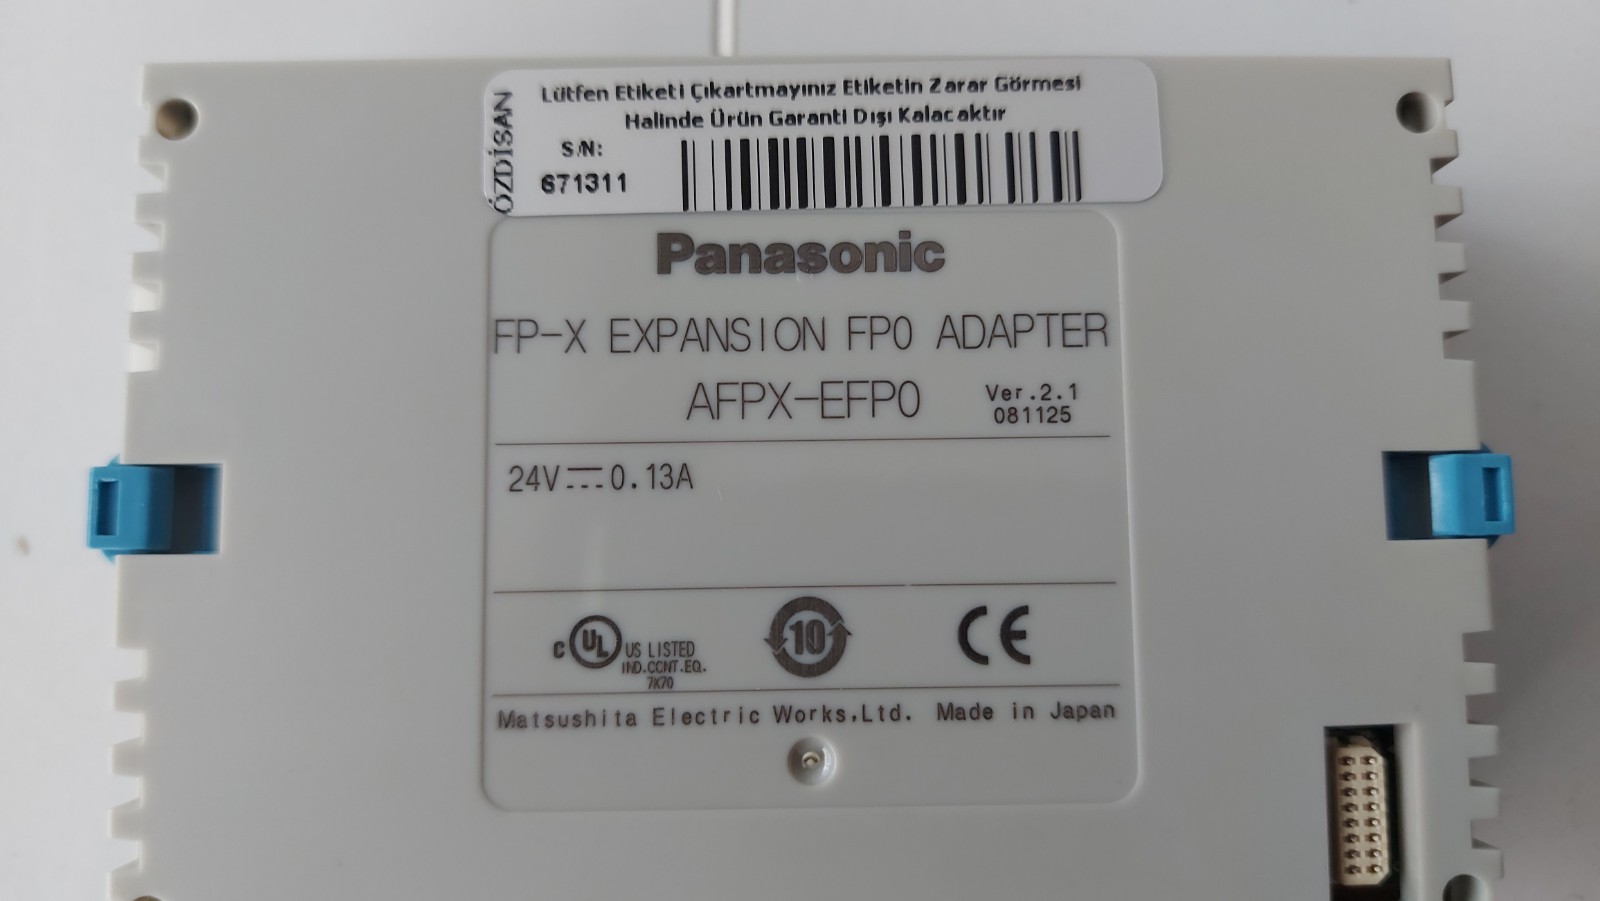 Lütfen Etiketi Çıkartmayınız Etiketin Zarar Görmesi
Halinde Ürün Garanti Dışı Kalacaktır
ÖZDİSAN
S/N:
671311
Panasonic
FP-X EXPANSION FP0 ADAPTER
AFPX-EFP0
Ver.2.1
081125
24V⎓0.13A
C UL US LISTED
IND.CONT.EQ.
7K70
10
CE
Matsushita Electric Works,Ltd. Made in Japan